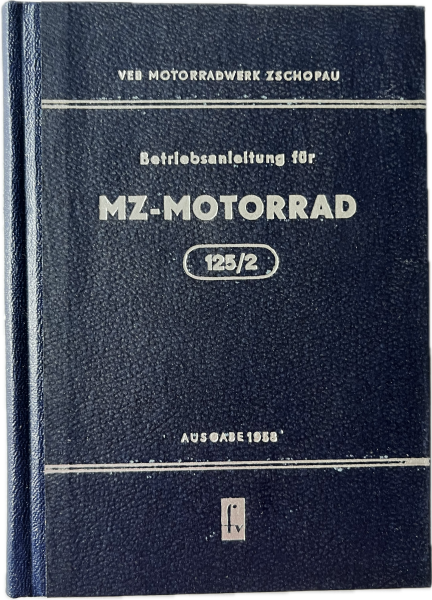 VEB MOTORRADWERK ZSCHOPAU
Betriebsanleitung für
MZ-MOTORRAD
125/2
AUSGABE 1958
fv